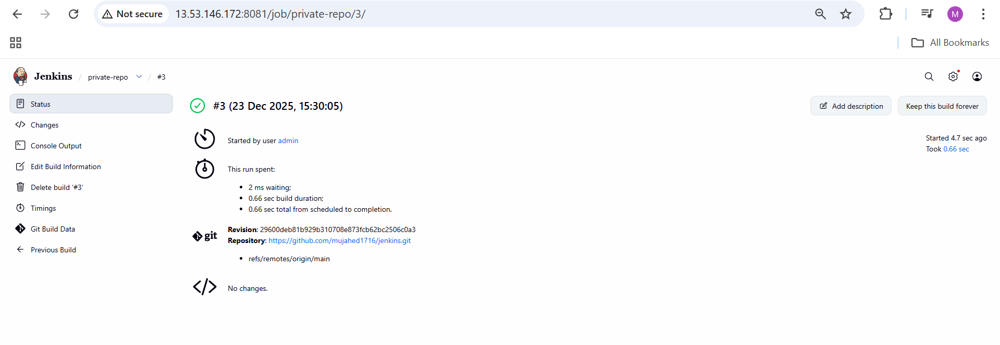 Not secure 13.53.146.172:8081/job/private-repo/3/
M
All Bookmarks
Jenkins / private-repo / #3
Status
Changes
Console Output
Edit Build Information
Delete build ‘#3’
Timings
Git Build Data
Previous Build
#3 (23 Dec 2025, 15:30:05)
Add description
Keep this build forever
Started by user admin
Started 4.7 sec ago
Took 0.66 sec
This run spent:
• 2 ms waiting;
• 0.66 sec build duration;
• 0.66 sec total from scheduled to completion.
git
Revision: 29600deb81b929b310708e873fcb62bc2506c0a3
Repository: https://github.com/mujahed1716/jenkins.git
• refs/remotes/origin/main
No changes.